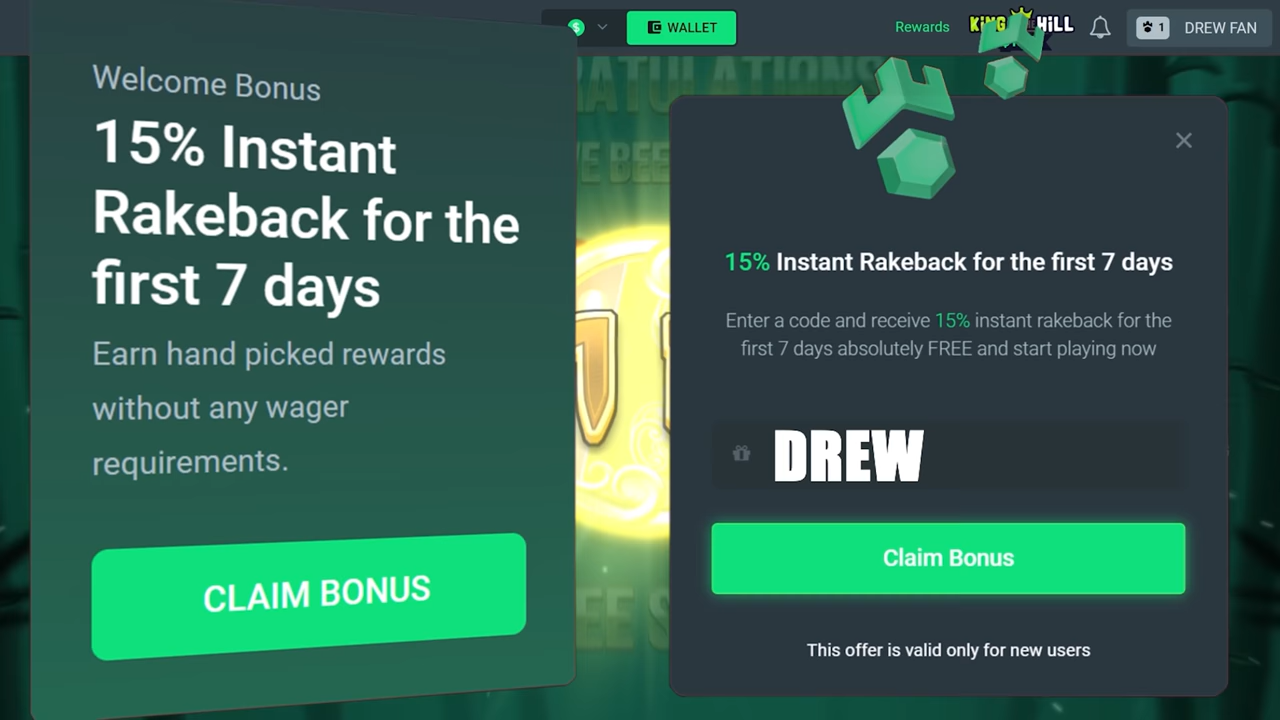 WALLET
Rewards
KING HILL
1
DREW FAN
Welcome Bonus
15% Instant
Rakeback for the
first 7 days
Earn hand picked rewards
without any wager
requirements.
CLAIM BONUS
15% Instant Rakeback for the first 7 days
Enter a code and receive 15% instant rakeback for the
first 7 days absolutely FREE and start playing now
DREW
Claim Bonus
This offer is valid only for new users